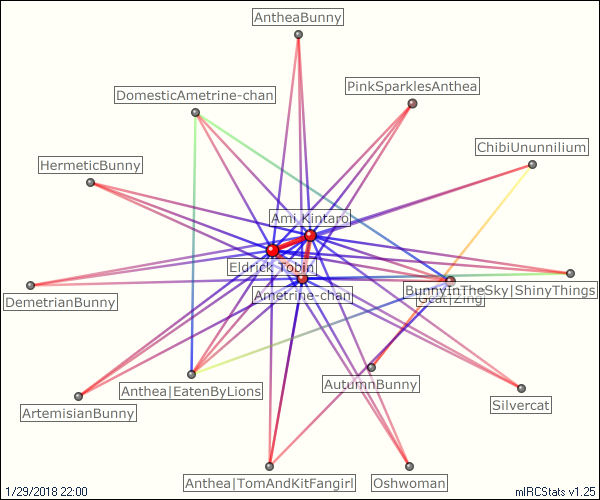 AntheaBunny
PinkSparklesAnthea
DomesticAmetrine-chan
ChibiUnunnilium
HermeticBunny
Ami Kintaro
Eldrick Tobin
BunnyInTheSky|ShinyThings
Gcat|Zing
DemetrianBunny
Ametrine-chan
AutumnBunny
Anthea|EatenByLions
Silvercat
ArtemisianBunny
Anthea|TomAndKitFangirl
Oshwoman
1/29/2018 22:00
mIRCStats v1.25